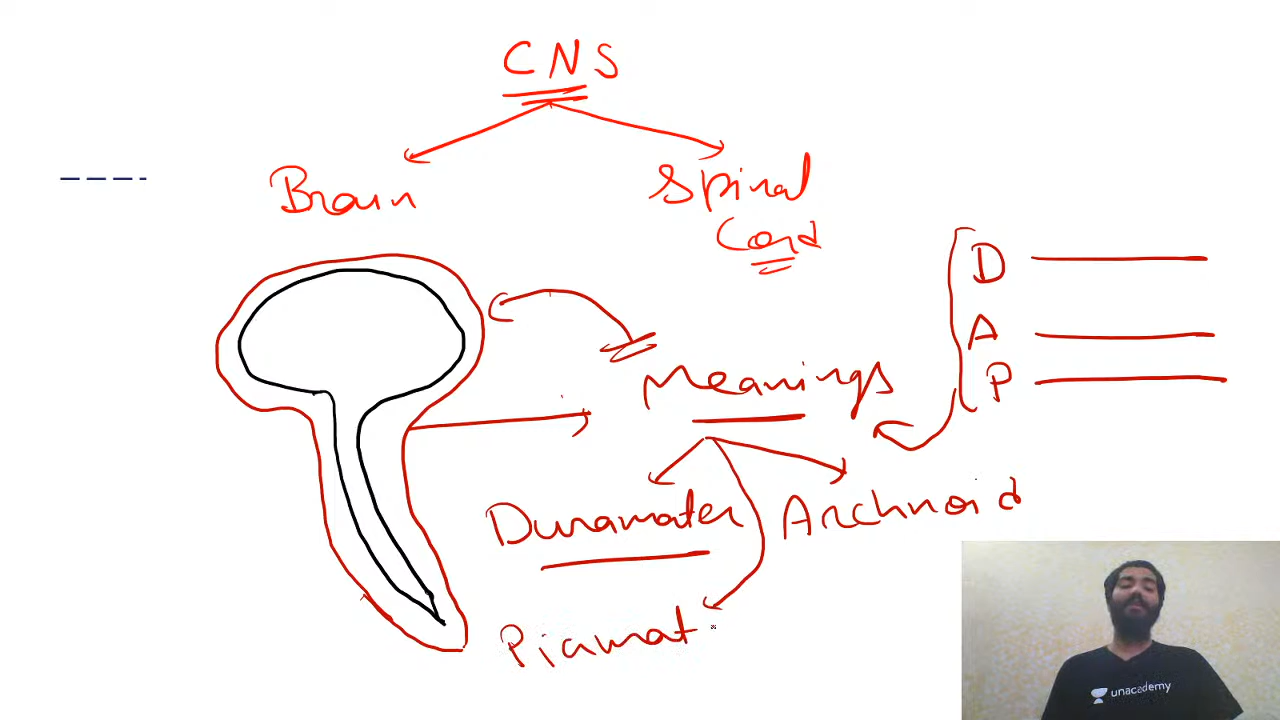 CNS
Brain
Spinal
Cord
D
A
P
Meanings
Duramater
Archnoid
Piamat
unacademy